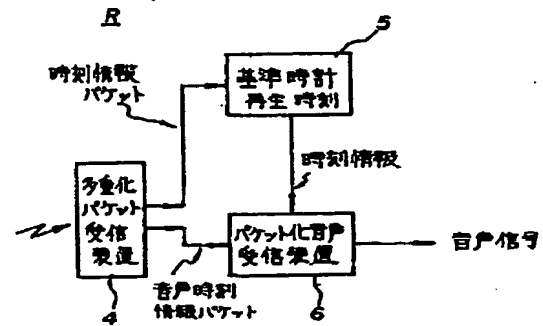 R
5
時刻情報
パケット
基準時計
再生時刻
時刻情報
多重化
パケット
受信
装置
パケット化音声
受信装置
音声信号
音声時刻
情報パケット
4
6